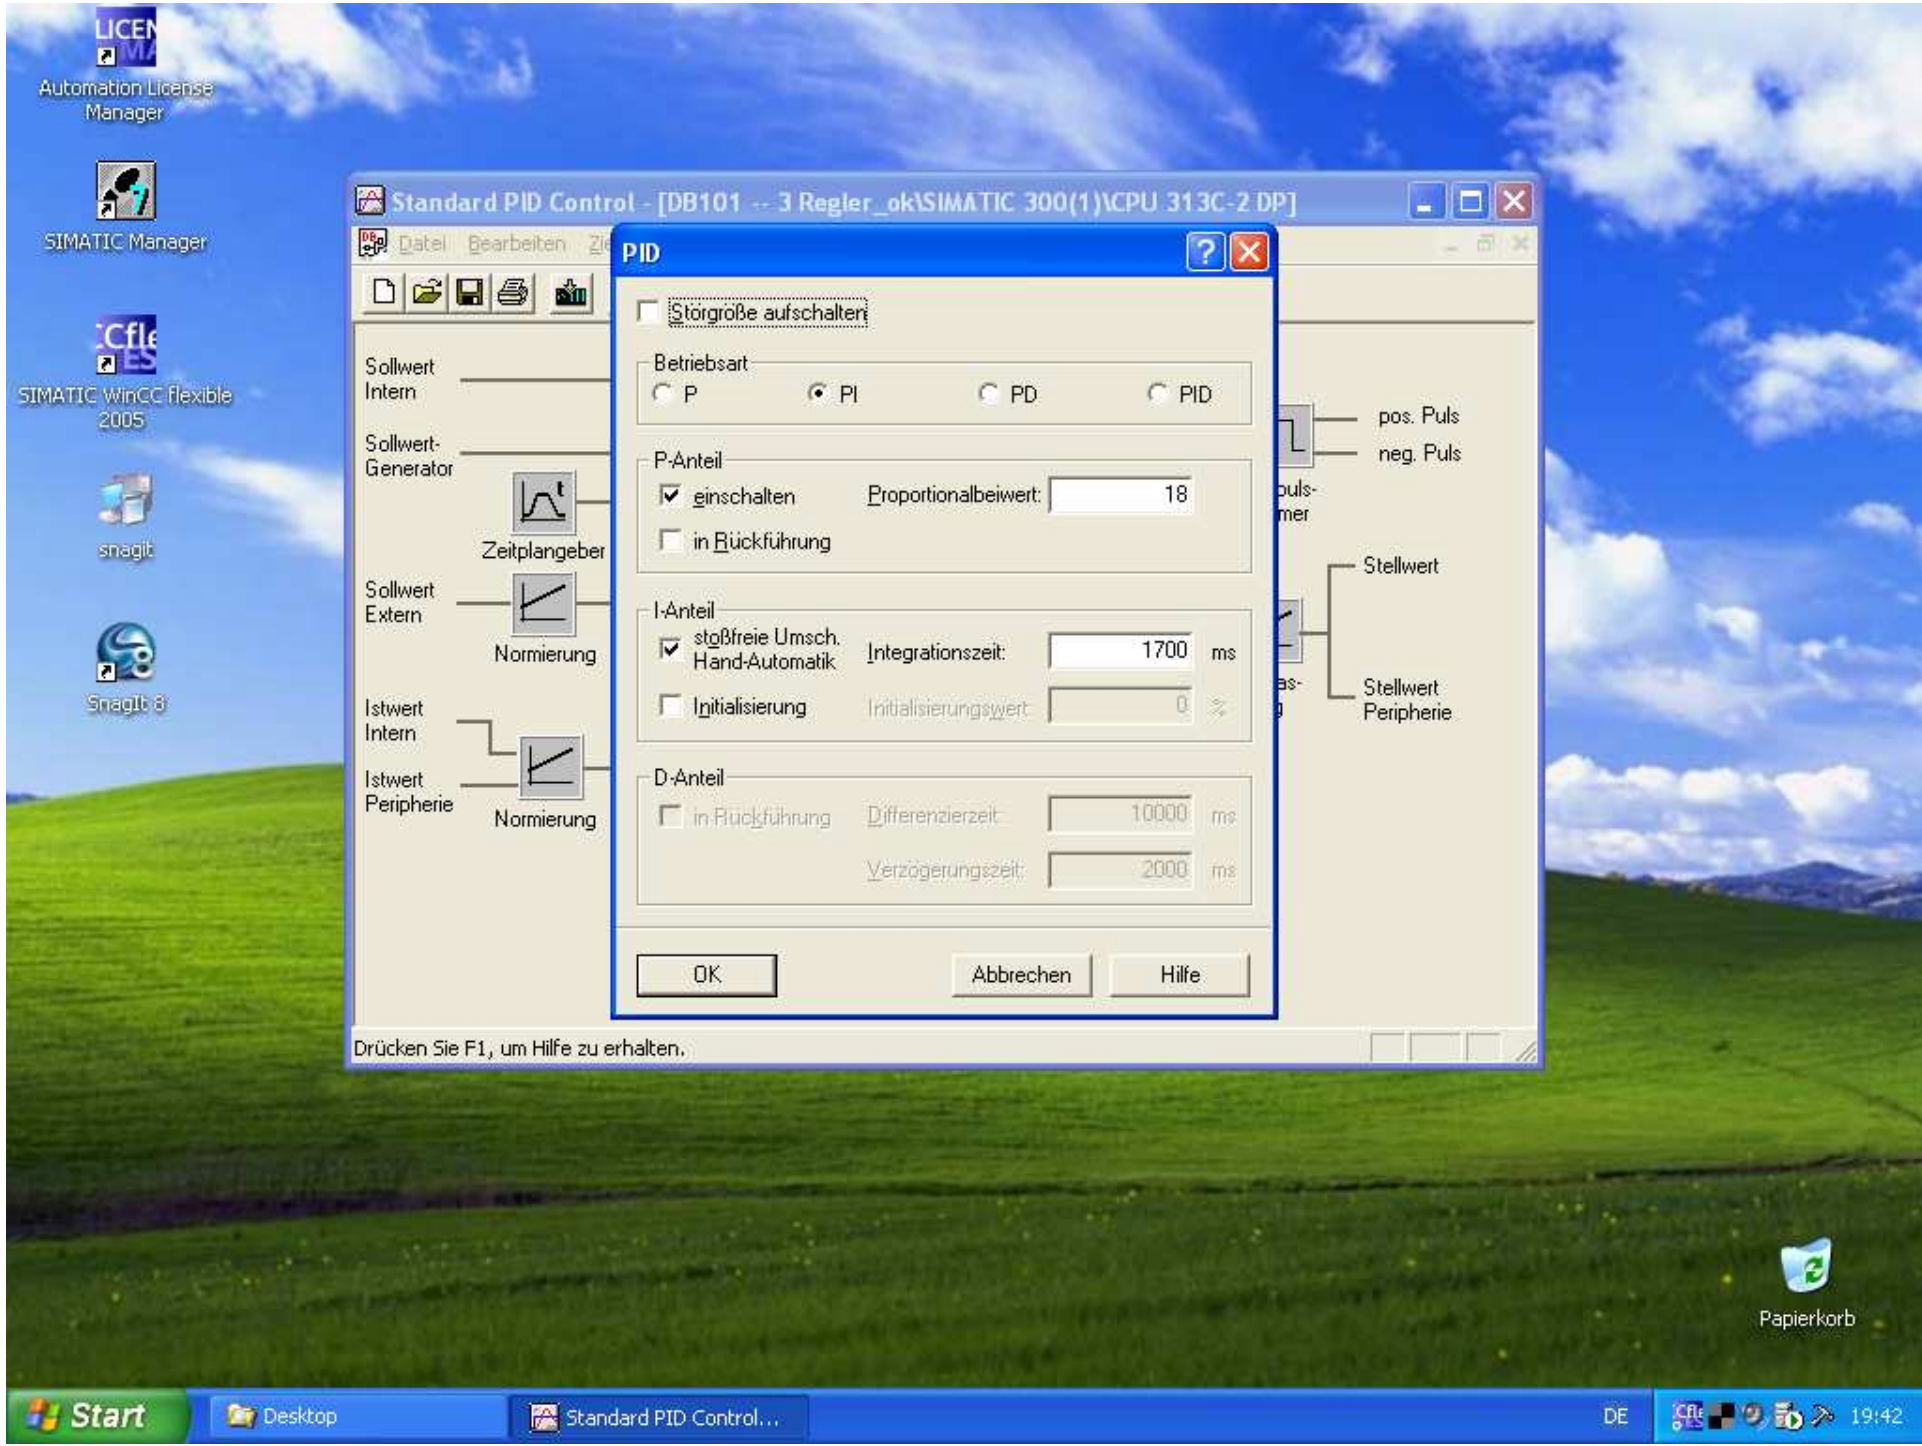 LICEN
Automation License
Manager
SIMATIC Manager
CCfle
ES
SIMATIC WinCC flexible
2005
snagit
SnagIt 8
Standard PID Control - [DB101 -- 3 Regler_ok\SIMATIC 300(1)\CPU 313C-2 DP]
Datei Bearbeiten
Sollwert
Intern
Sollwert-
Generator
Zeitplangeber
Sollwert
Extern
Normierung
Istwert
Intern
Istwert
Peripherie
Normierung
PID
Störgröße aufschalten
Betriebsart
P PI PD PID
P-Anteil
einschalten Proportionalbeiwert: 18
in Rückführung
I-Anteil
stoßfreie Umsch.
Hand-Automatik Integrationszeit: 1700 ms
Initialisierung Initialisierungswert: 0 %
D-Anteil
in Rückführung Differenzierzeit: 10000 ms
Verzögerungszeit: 2000 ms
OK Abbrechen Hilfe
pos. Puls
neg. Puls
Stellwert
Stellwert
Peripherie
Drücken Sie F1, um Hilfe zu erhalten.
Papierkorb
Start Desktop Standard PID Control... DE 19:42